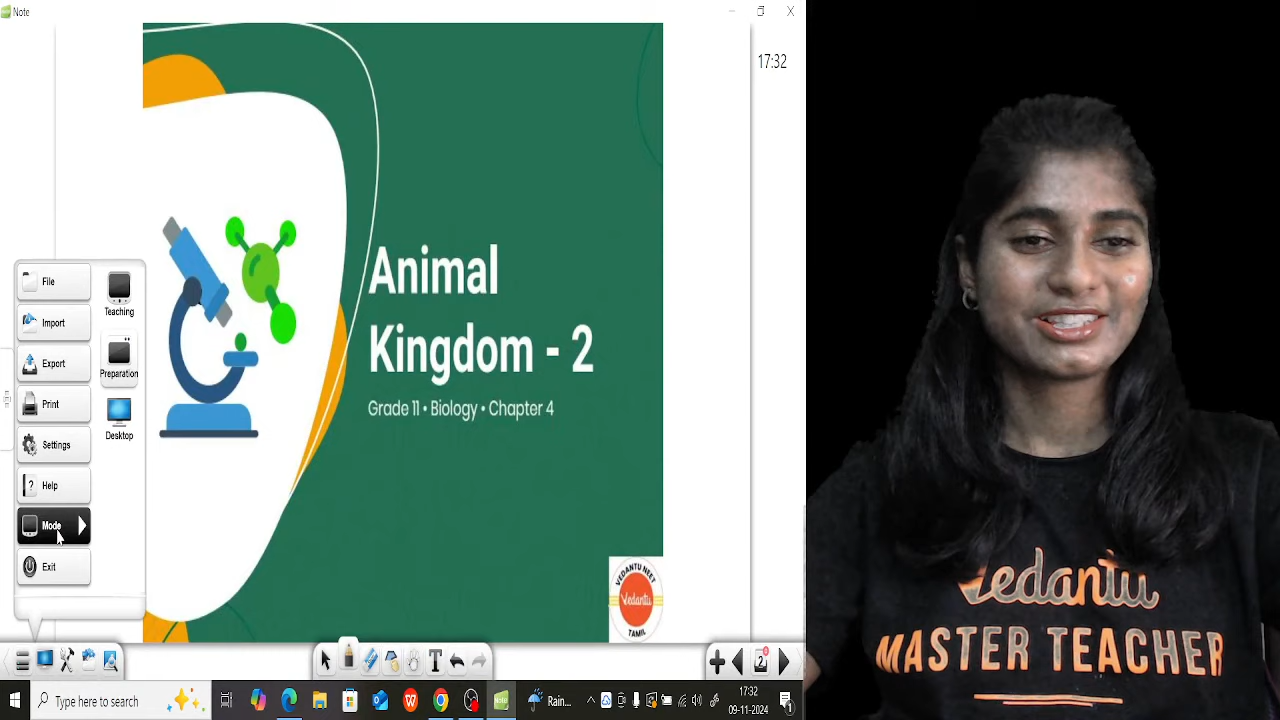 Note
17:32
Animal
Kingdom - 2
Grade 11 • Biology • Chapter 4
File
Import
Export
Print
Settings
Help
Mode
Exit
Teaching
Preparation
Desktop
VEDANTU NEET
Vedantu
TAMIL
Vedantu
MASTER TEACHER
T
2
Type here to search
Note
Rain...
17:32
09-11-2024